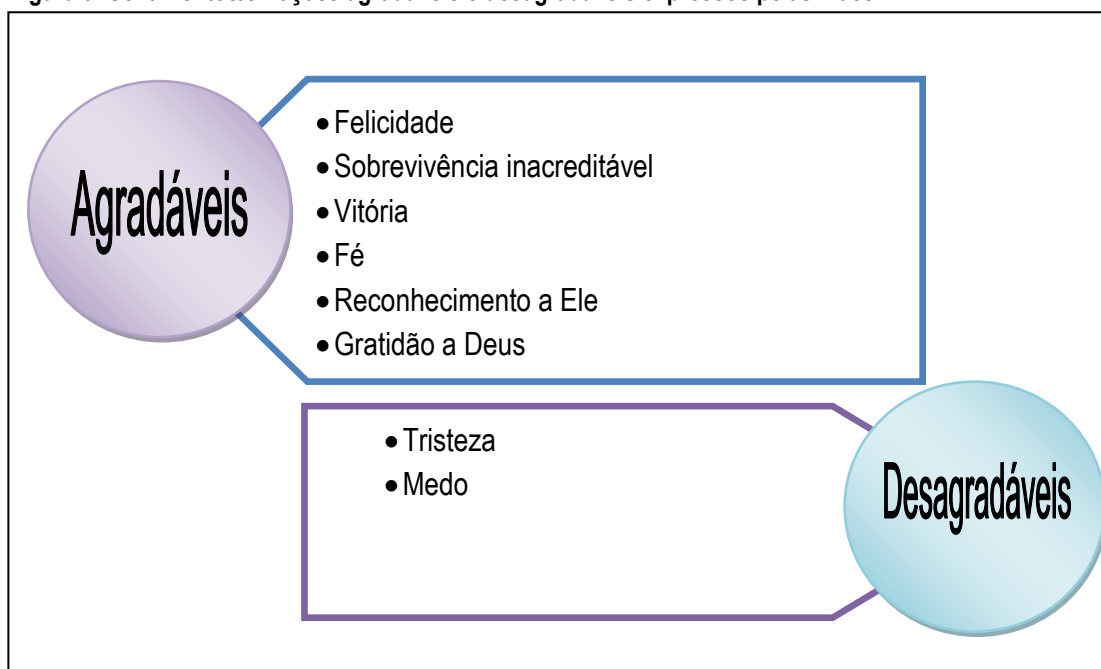 Agradáveis
• Felicidade
• Sobrevivência inacreditável
• Vitória
• Fé
• Reconhecimento a Ele
• Gratidão a Deus
• Tristeza
• Medo
Desagradáveis